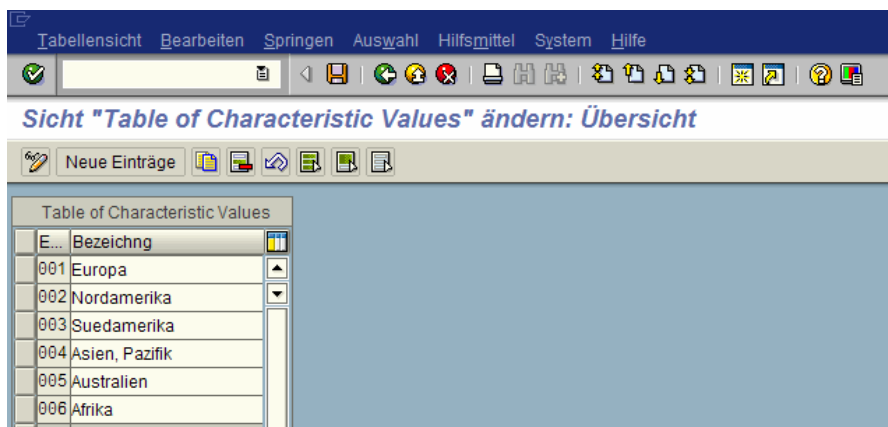 Tabellensicht Bearbeiten Springen Auswahl Hilfsmittel System Hilfe
Sicht "Table of Characteristic Values" ändern: Übersicht
Neue Einträge
Table of Characteristic Values
E... Bezeichng
001 Europa
002 Nordamerika
003 Suedamerika
004 Asien, Pazifik
005 Australien
006 Afrika